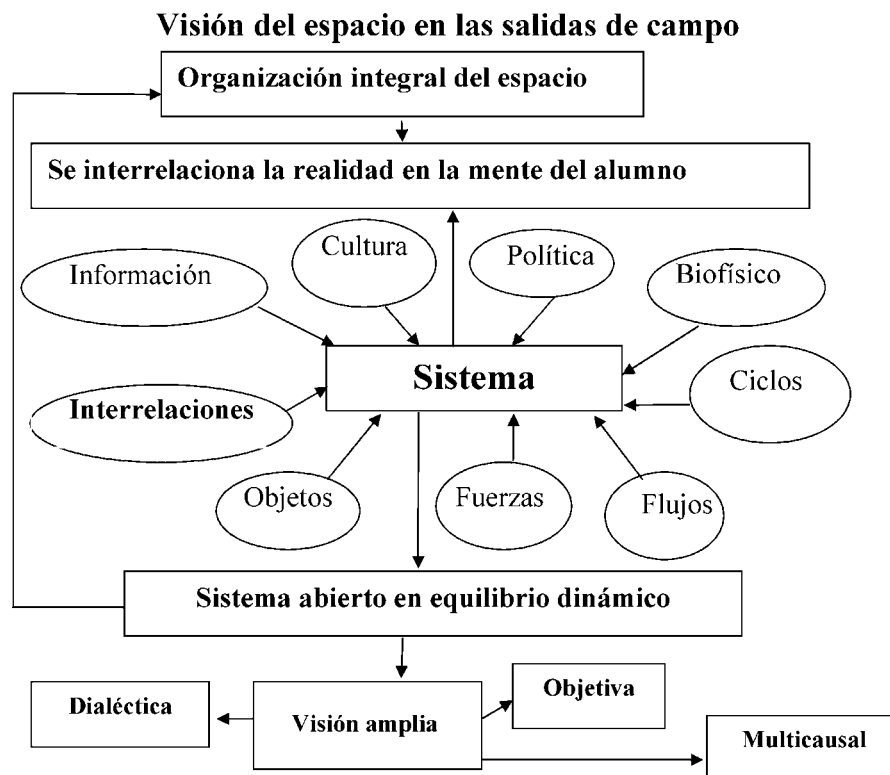 Visión del espacio en las salidas de campo
Organización integral del espacio
Se interrelaciona la realidad en la mente del alumno
Cultura
Política
Información
Biofísico
Sistema
Ciclos
Interrelaciones
Objetos
Fuerzas
Flujos
Sistema abierto en equilibrio dinámico
Dialéctica
Visión amplia
Objetiva
Multicausal